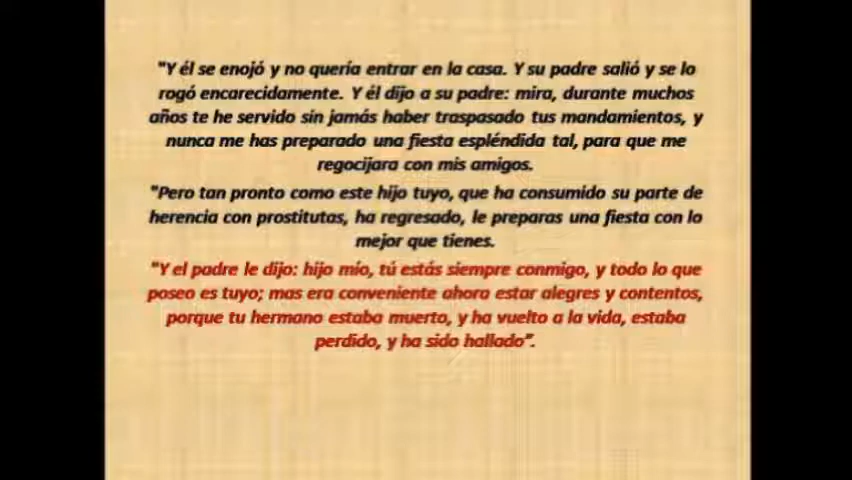 "Y él se enojó y no quería entrar en la casa. Y su padre salió y se lo
rogó encarecidamente. Y él dijo a su padre: mira, durante muchos
años te he servido sin jamás haber traspasado tus mandamientos, y
nunca me has preparado una fiesta espléndida tal, para que me
regocijara con mis amigos.
"Pero tan pronto como este hijo tuyo, que ha consumido su parte de
herencia con prostitutas, ha regresado, le preparas una fiesta con lo
mejor que tienes.
"Y el padre le dijo: hijo mío, tú estás siempre conmigo, y todo lo que
poseo es tuyo; mas era conveniente ahora estar alegres y contentos,
porque tu hermano estaba muerto, y ha vuelto a la vida, estaba
perdido, y ha sido hallado”.